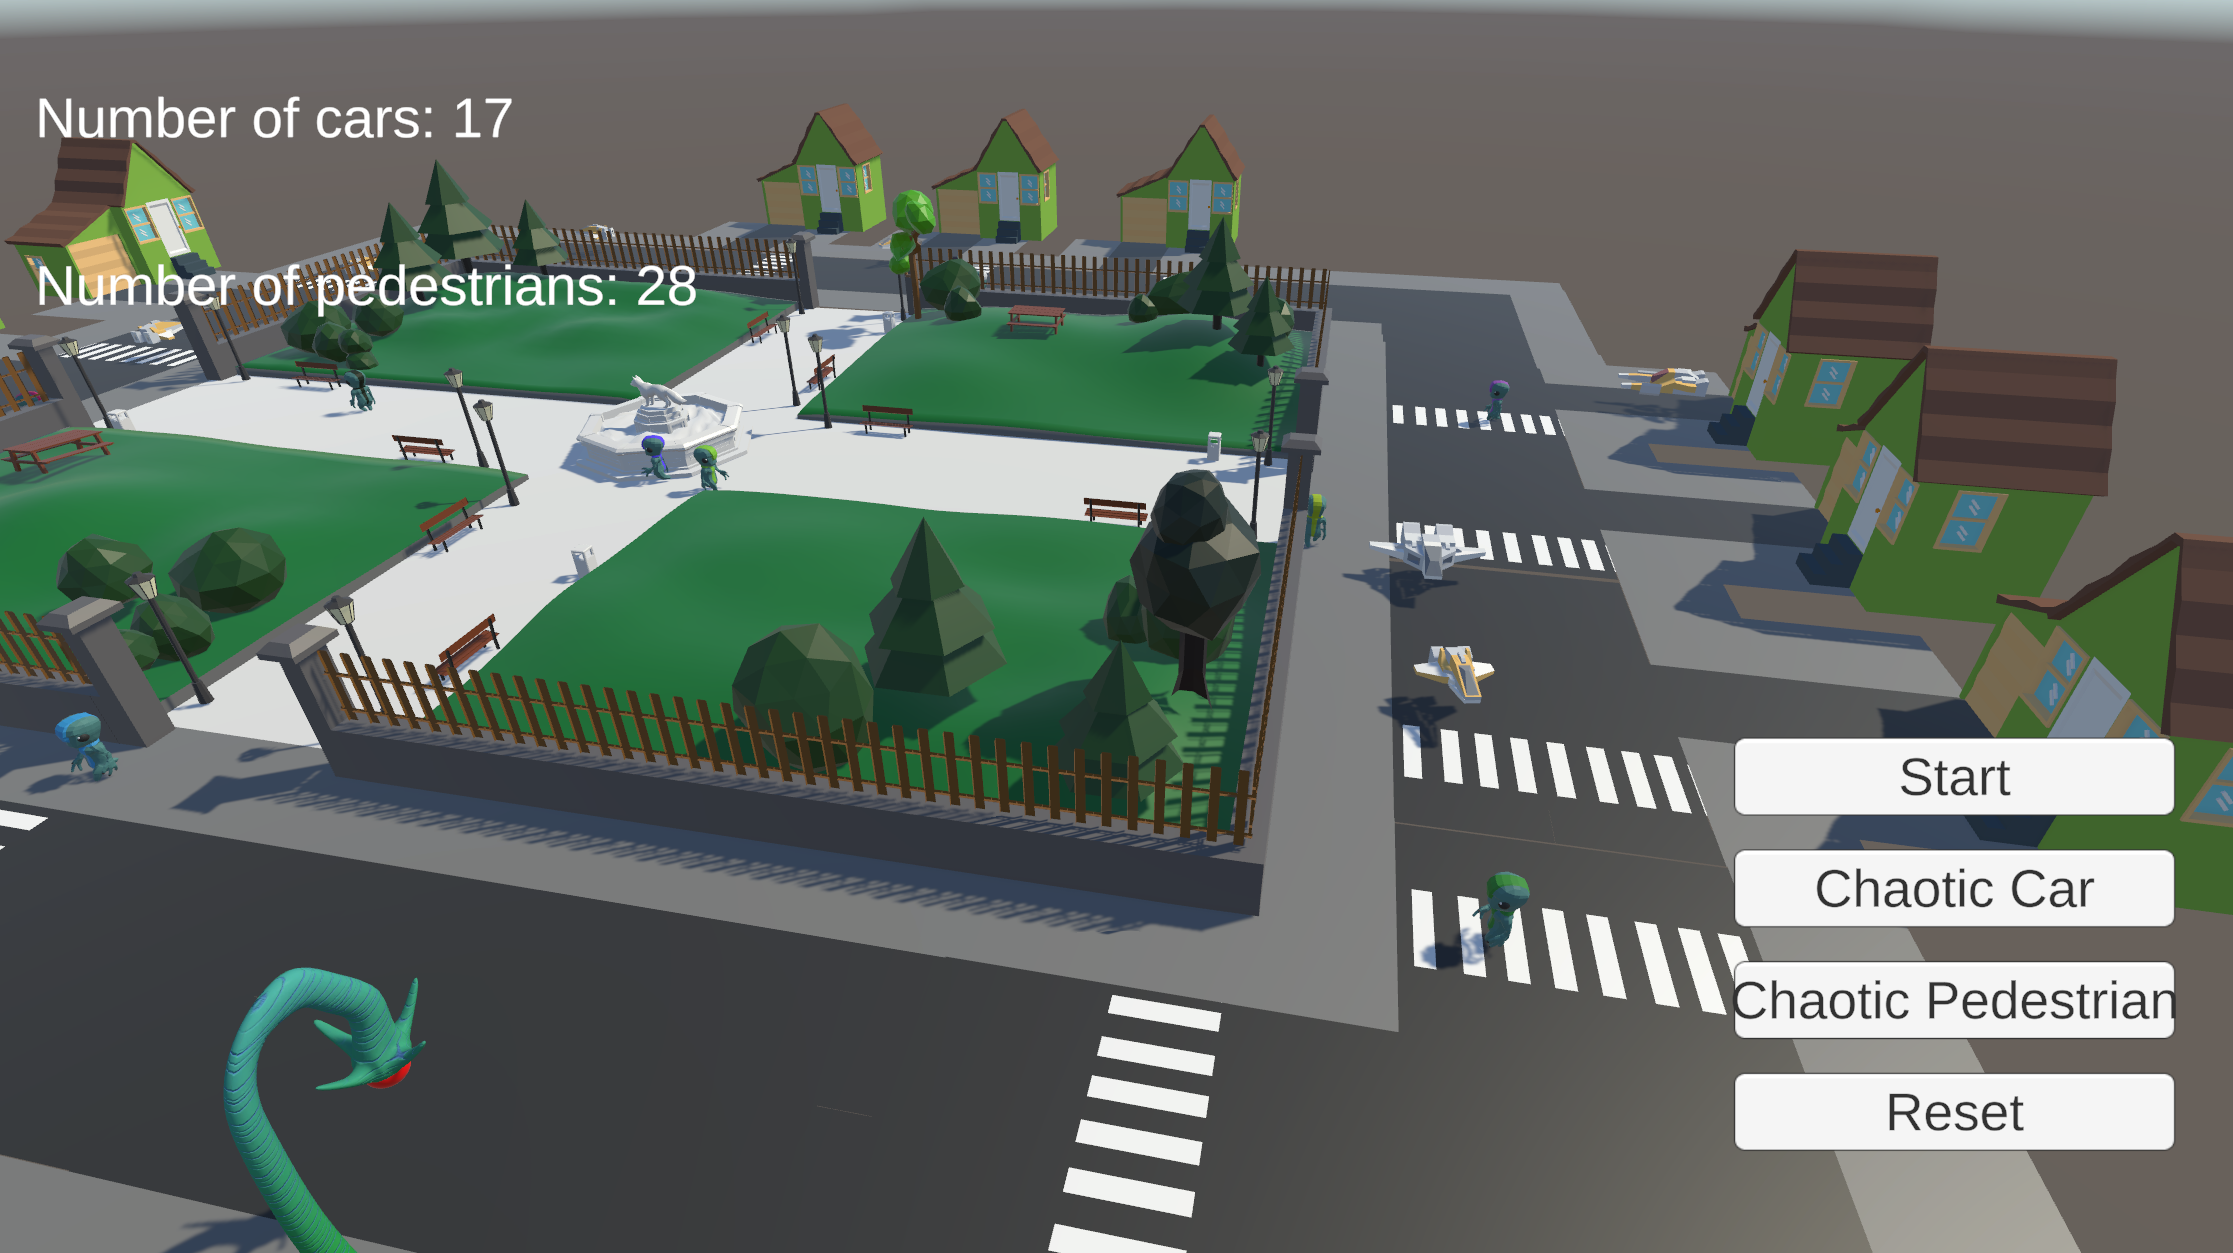 Number of cars: 17
Number of pedestrians: 28
Start
Chaotic Car
Chaotic Pedestrian
Reset